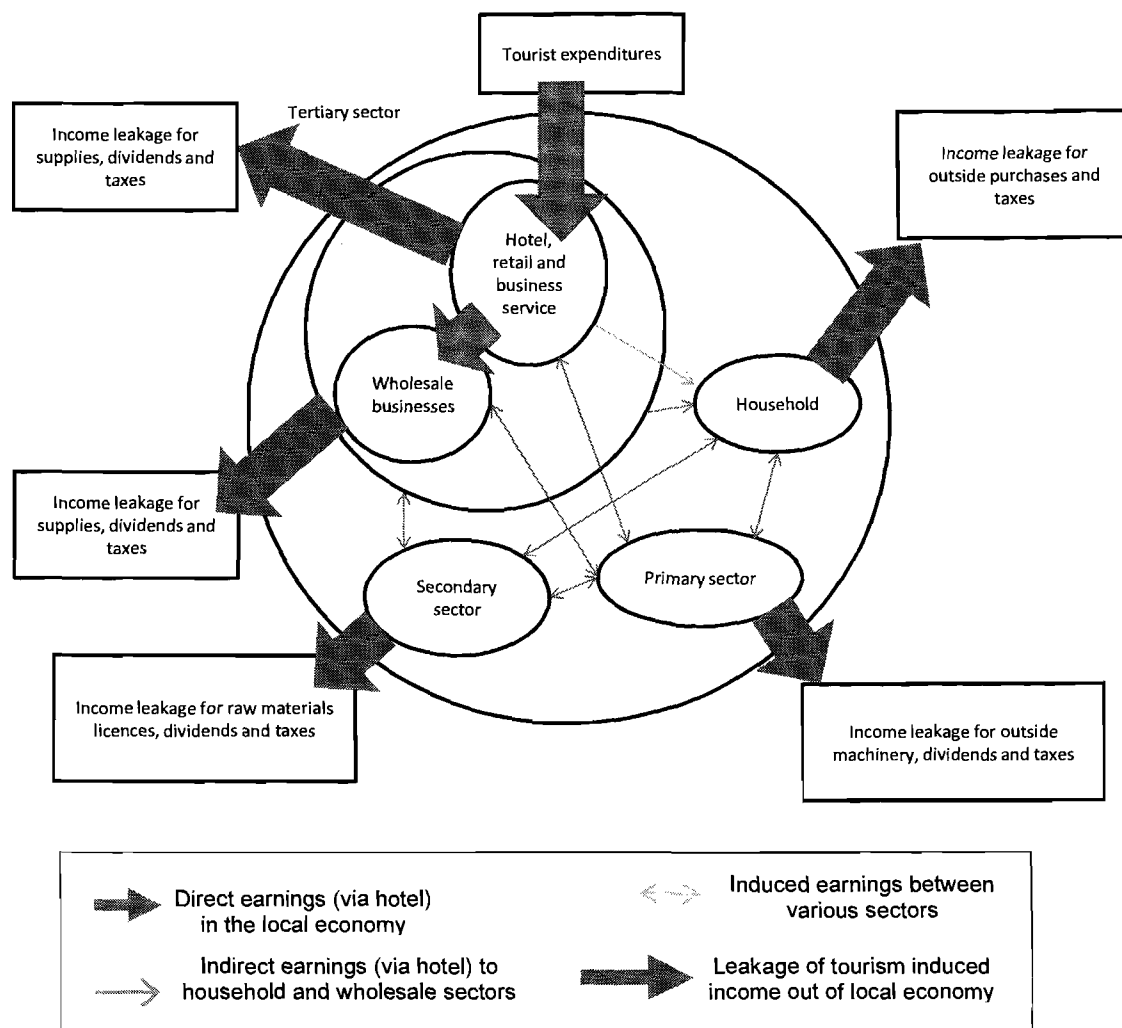 Tourist expenditures
Tertiary sector
Income leakage for
supplies, dividends and
taxes
Income leakage for
outside purchases and
taxes
Hotel,
retail and
business
service
Wholesale
businesses
Household
Income leakage for
supplies, dividends and
taxes
Secondary
sector
Primary sector
Income leakage for raw materials
licences, dividends and taxes
Income leakage for outside
machinery, dividends and taxes
Direct earnings (via hotel)
in the local economy
Induced earnings between
various sectors
Indirect earnings (via hotel) to
household and wholesale sectors
Leakage of tourism induced
income out of local economy